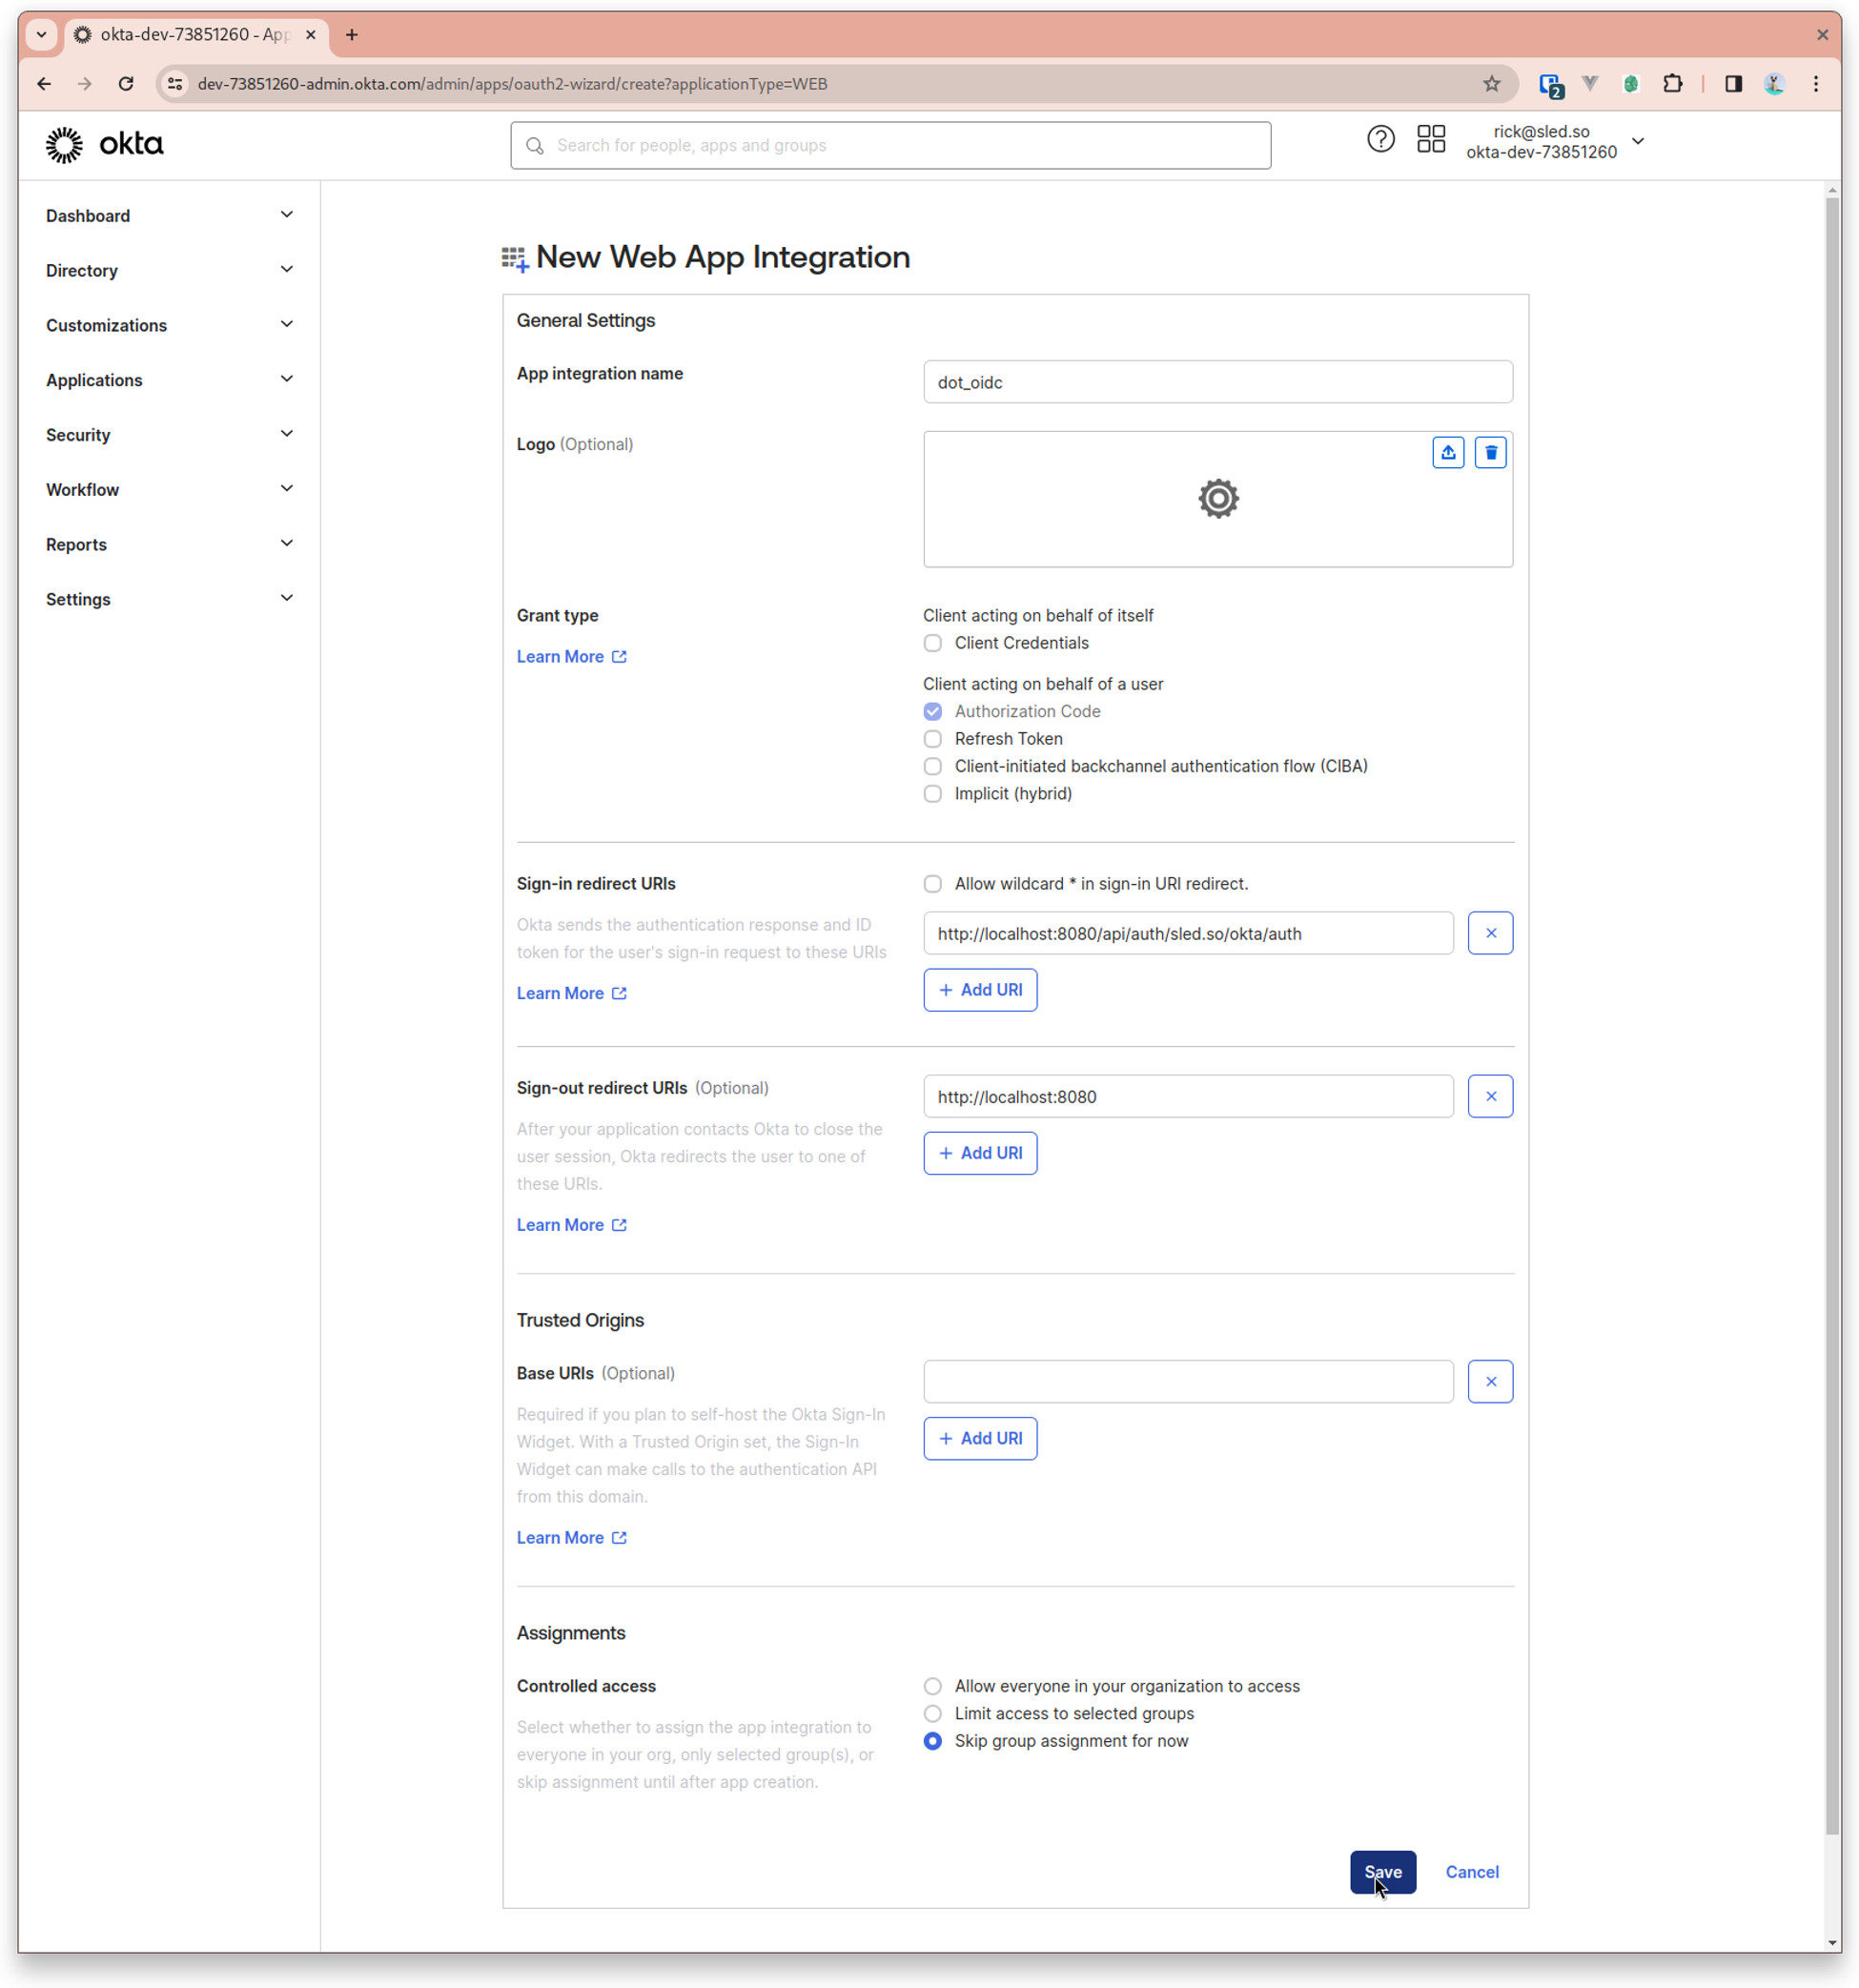 okta-dev-73851260 - App
dev-73851260-admin.okta.com/admin/apps/oauth2-wizard/create?applicationType=WEB
2
okta
Search for people, apps and groups
rick@sled.so
okta-dev-73851260
Dashboard
Directory
Customizations
Applications
Security
Workflow
Reports
Settings
New Web App Integration
General Settings
App integration name
dot_oidc
Logo (Optional)
Grant type
Learn More
Client acting on behalf of itself
Client Credentials
Client acting on behalf of a user
Authorization Code
Refresh Token
Client-initiated backchannel authentication flow (CIBA)
Implicit (hybrid)
Sign-in redirect URIs
Okta sends the authentication response and ID
token for the user's sign-in request to these URIs
Learn More
Allow wildcard * in sign-in URI redirect.
http://localhost:8080/api/auth/sled.so/okta/auth
+ Add URI
Sign-out redirect URIs (Optional)
After your application contacts Okta to close the
user session, Okta redirects the user to one of
these URIs.
Learn More
http://localhost:8080
+ Add URI
Trusted Origins
Base URIs (Optional)
Required if you plan to self-host the Okta Sign-In
Widget. With a Trusted Origin set, the Sign-In
Widget can make calls to the authentication API
from this domain.
Learn More
+ Add URI
Assignments
Controlled access
Select whether to assign the app integration to
everyone in your org, only selected group(s), or
skip assignment until after app creation.
Allow everyone in your organization to access
Limit access to selected groups
Skip group assignment for now
Save
Cancel